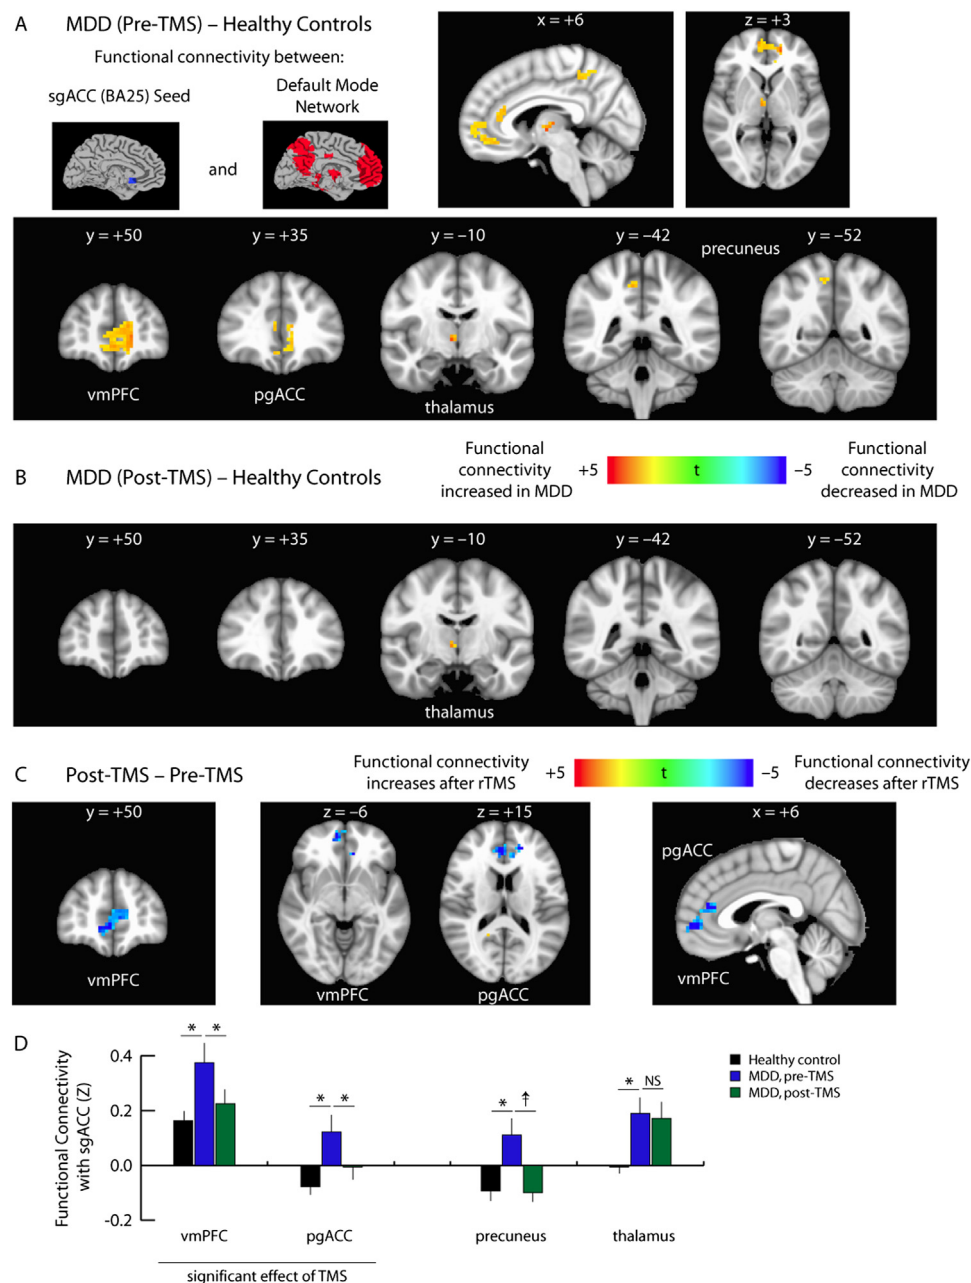 A MDD (Pre-TMS) – Healthy Controls
Functional connectivity between:
sgACC (BA25) Seed
and
Default Mode
Network
x = +6
z = +3
y = +50
y = +35
y = –10
y = –42
precuneus
y = –52
vmPFC
pgACC
thalamus
B MDD (Post-TMS) – Healthy Controls
Functional
connectivity
increased in MDD
+5
t
–5
Functional
connectivity
decreased in MDD
y = +50
y = +35
y = –10
y = –42
y = –52
thalamus
C Post-TMS – Pre-TMS
Functional connectivity
increases after rTMS
+5
t
–5
Functional connectivity
decreases after rTMS
y = +50
vmPFC
z = –6
z = +15
vmPFC
pgACC
x = +6
pgACC
vmPFC
D
Functional Connectivity
with sgACC (Z)
0.4
0.2
0.0
-0.2
* *
* *
* †
* NS
Healthy control
MDD, pre-TMS
MDD, post-TMS
vmPFC
pgACC
precuneus
thalamus
significant effect of TMS